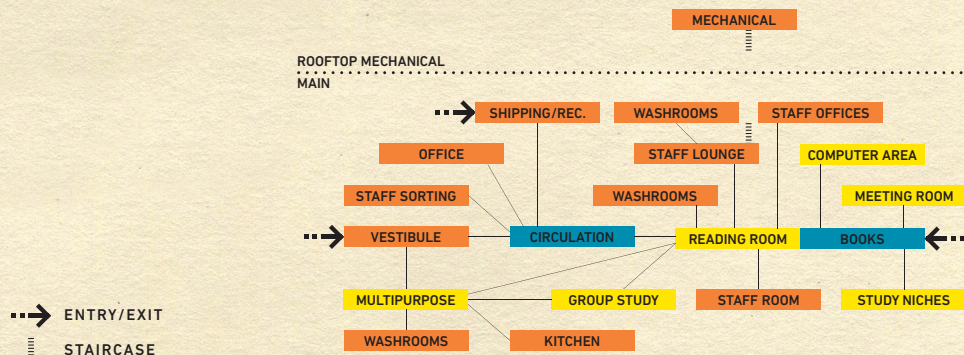 MECHANICAL
ROOFTOP MECHANICAL
MAIN
SHIPPING/REC.
WASHROOMS
STAFF OFFICES
OFFICE
STAFF LOUNGE
COMPUTER AREA
STAFF SORTING
WASHROOMS
MEETING ROOM
VESTIBULE
CIRCULATION
READING ROOM
BOOKS
MULTIPURPOSE
GROUP STUDY
STAFF ROOM
STUDY NICHES
ENTRY/EXIT
WASHROOMS
KITCHEN
STAIRCASE